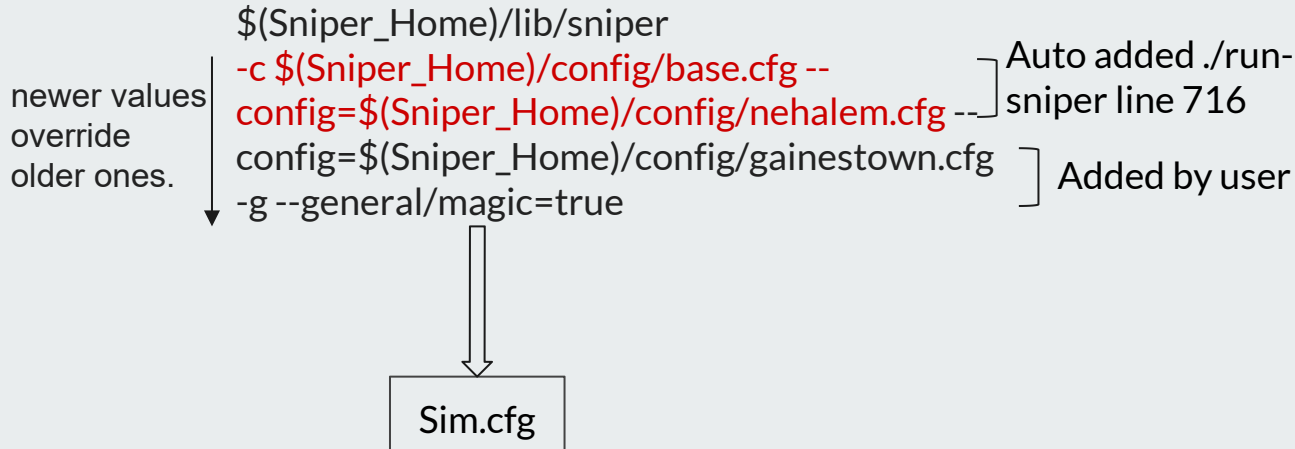 $(Sniper_Home)/lib/sniper
-c $(Sniper_Home)/config/base.cfg --
config=$(Sniper_Home)/config/nehalem.cfg --
config=$(Sniper_Home)/config/gainestown.cfg
-g --general/magic=true
newer values
override
older ones.
Auto added ./run-
sniper line 716
Added by user
Sim.cfg